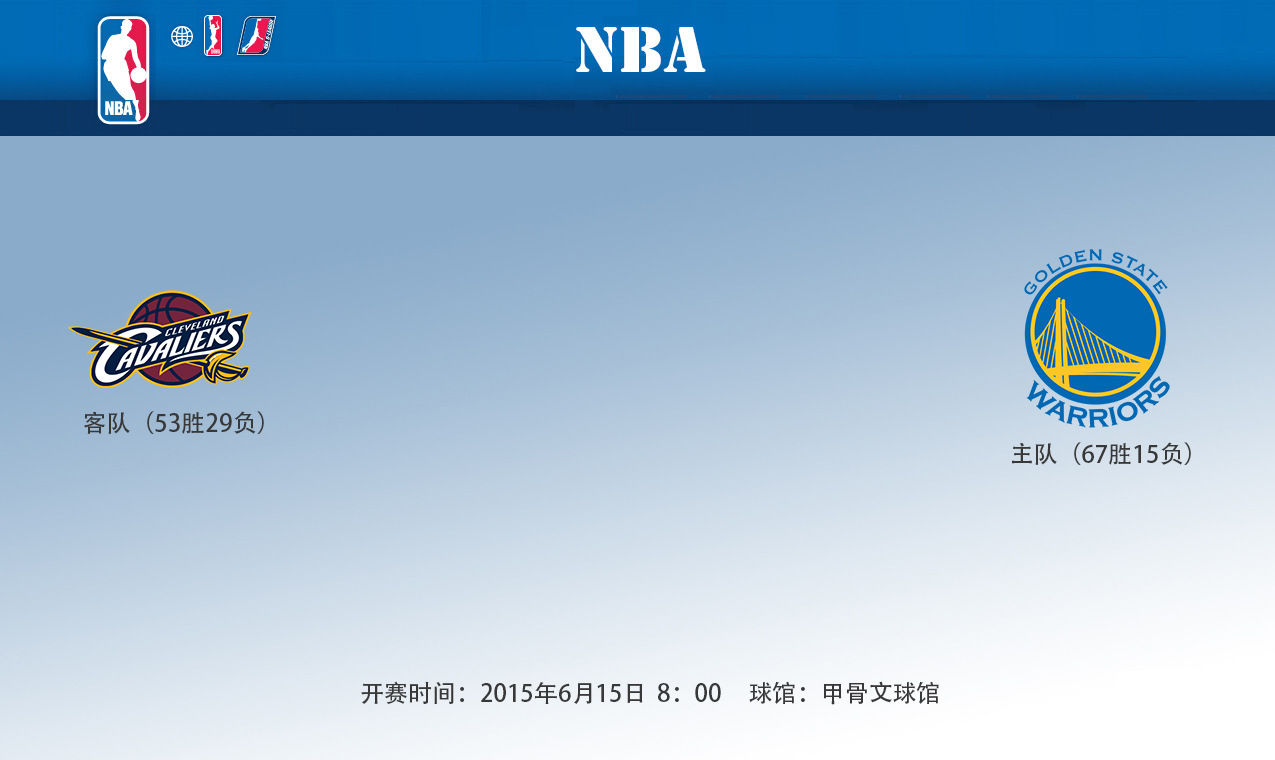 NBA
NBA
GOLDEN STATE
CLEVELAND
CAVALIERS
WARRIORS
客队（53胜29负）
主队（67胜15负）
开赛时间：2015年6月15日 8：00 球馆：甲骨文球馆